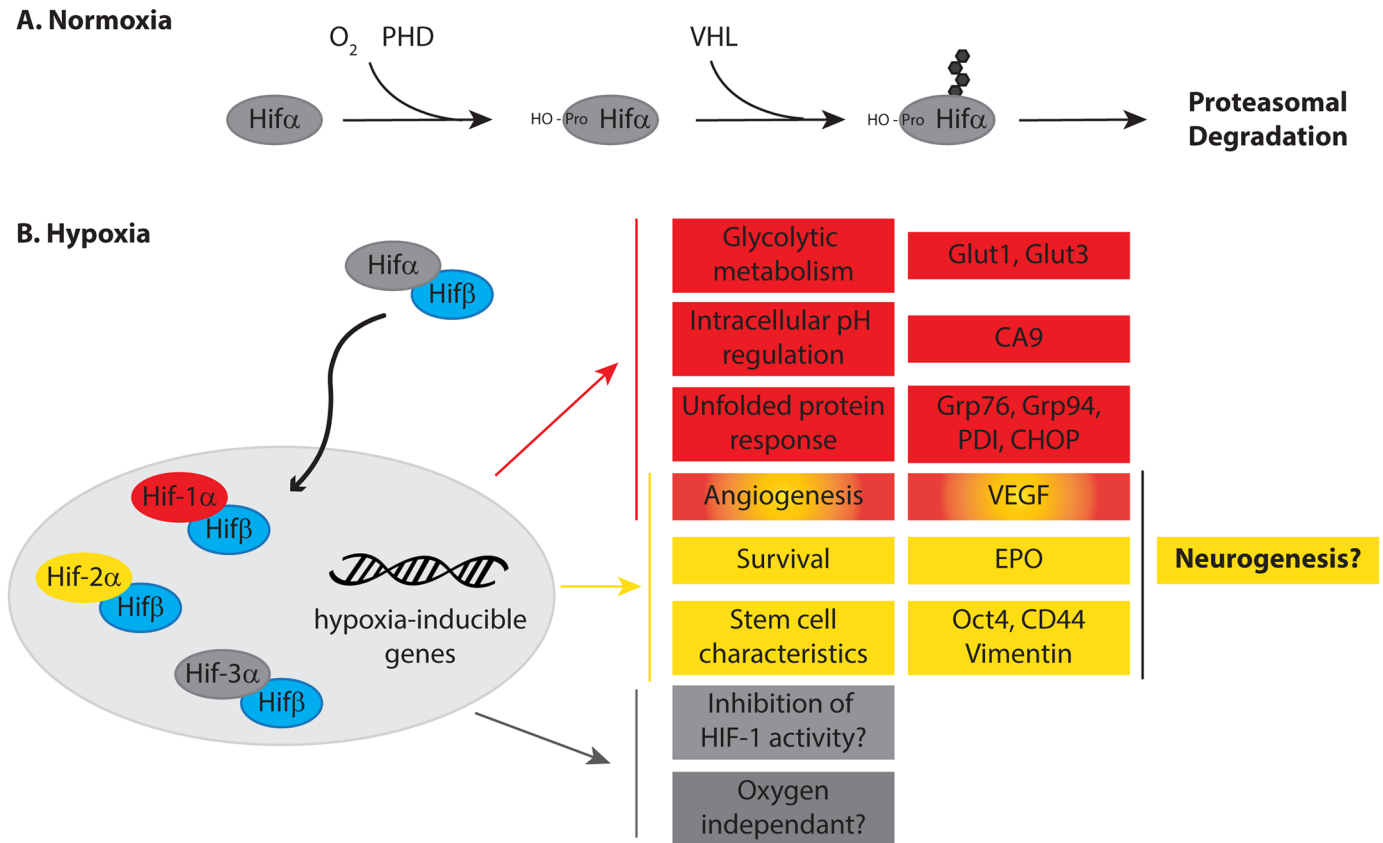 A. Normoxia
O2 PHD
VHL
Hifα
HO - Pro Hifα
HO - Pro Hifα
Proteasomal
Degradation
B. Hypoxia
Hifα
Hifβ
Hif-1α
Hifβ
Hif-2α
Hifβ
Hif-3α
Hifβ
hypoxia-inducible
genes
Glycolytic
metabolism
Glut1, Glut3
Intracellular pH
regulation
CA9
Unfolded protein
response
Grp76, Grp94,
PDI, CHOP
Angiogenesis
VEGF
Survival
EPO
Stem cell
characteristics
Oct4, CD44
Vimentin
Neurogenesis?
Inhibition of
HIF-1 activity?
Oxygen
independant?